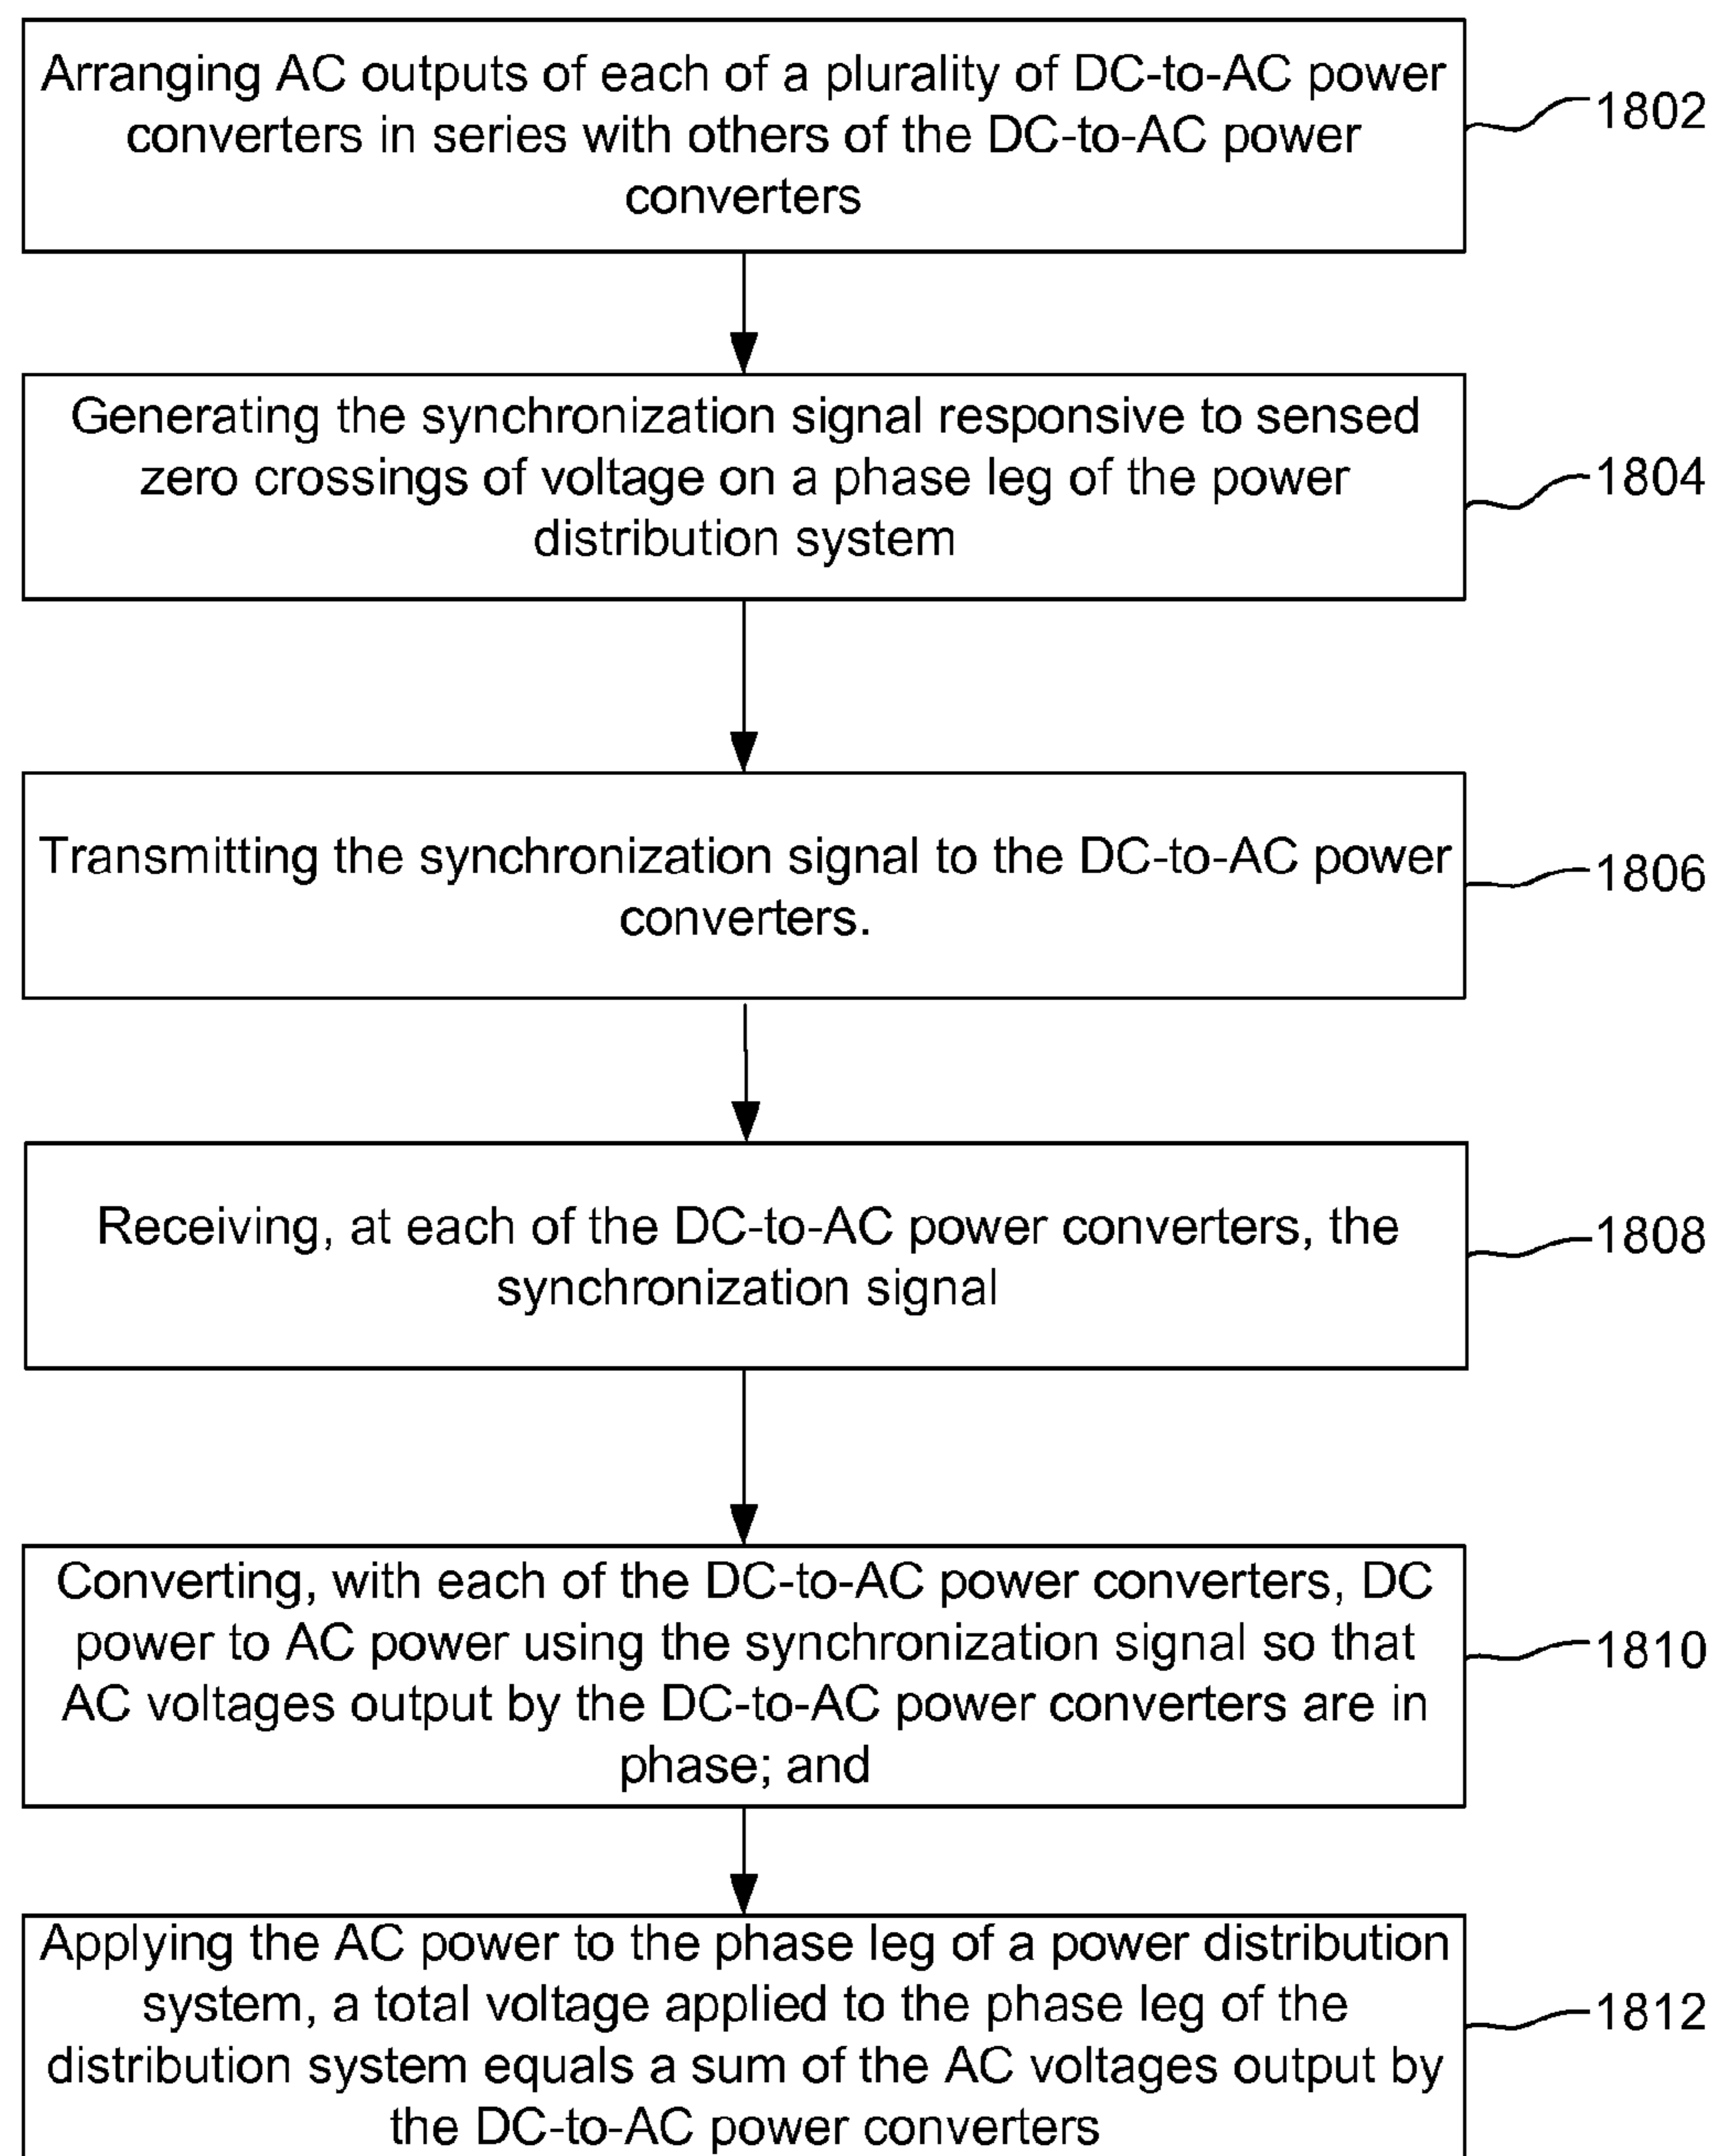 Arranging AC outputs of each of a plurality of DC-to-AC power
converters in series with others of the DC-to-AC power
converters
1802
Generating the synchronization signal responsive to sensed
zero crossings of voltage on a phase leg of the power
distribution system
1804
Transmitting the synchronization signal to the DC-to-AC power
converters.
1806
Receiving, at each of the DC-to-AC power converters, the
synchronization signal
1808
Converting, with each of the DC-to-AC power converters, DC
power to AC power using the synchronization signal so that
AC voltages output by the DC-to-AC power converters are in
phase; and
1810
Applying the AC power to the phase leg of a power distribution
system, a total voltage applied to the phase leg of the
distribution system equals a sum of the AC voltages output by
the DC-to-AC power converters
1812